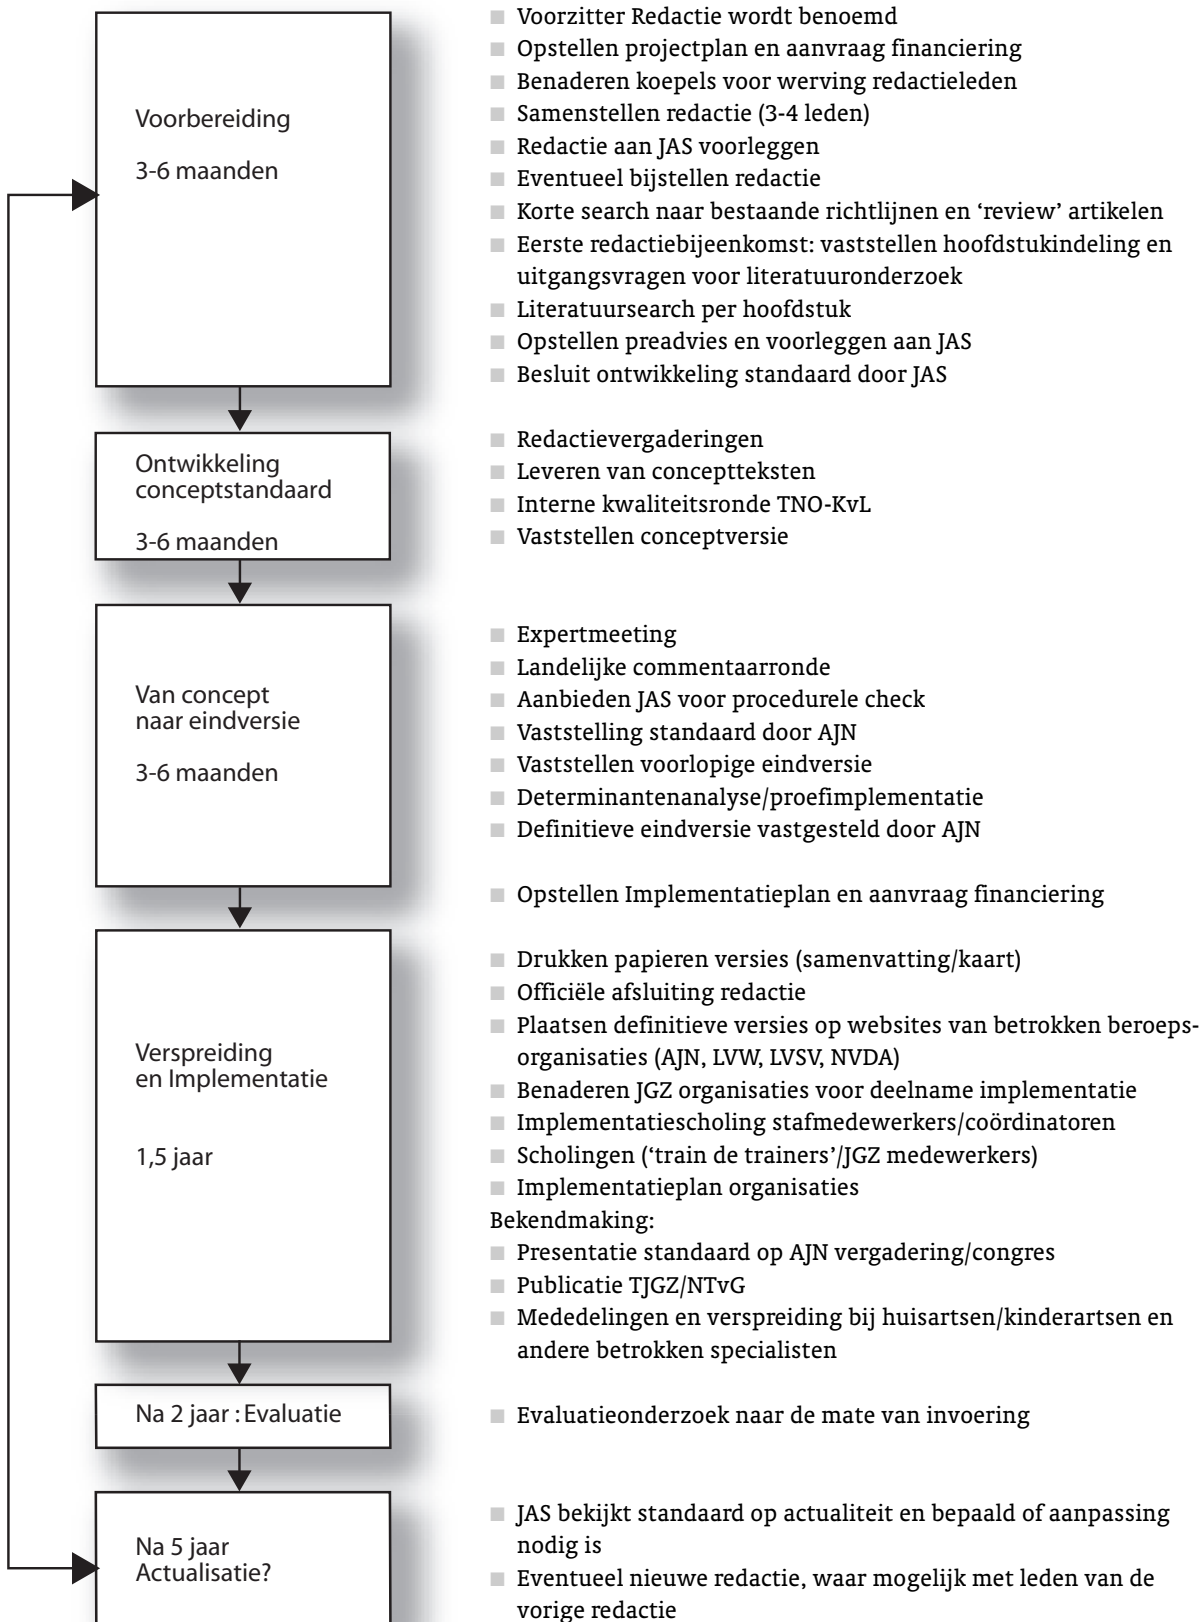 Voorbereiding
3-6 maanden
■ Voorzitter Redactie wordt benoemd
■ Opstellen projectplan en aanvraag financiering
■ Benaderen koepels voor werving redactieleden
■ Samenstellen redactie (3-4 leden)
■ Redactie aan JAS voorleggen
■ Eventueel bijstellen redactie
■ Korte search naar bestaande richtlijnen en ‘review’ artikelen
■ Eerste redactiebijeenkomst: vaststellen hoofdstukindeling en
uitgangsvragen voor literatuuronderzoek
■ Literatuursearch per hoofdstuk
■ Opstellen preadvies en voorleggen aan JAS
■ Besluit ontwikkeling standaard door JAS
Ontwikkeling
conceptstandaard
3-6 maanden
■ Redactievergaderingen
■ Leveren van conceptteksten
■ Interne kwaliteitsronde TNO-KvL
■ Vaststellen conceptversie
Van concept
naar eindversie
3-6 maanden
■ Expertmeeting
■ Landelijke commentaarronde
■ Aanbieden JAS voor procedurele check
■ Vaststelling standaard door AJN
■ Vaststellen voorlopige eindversie
■ Determinantenanalyse/proefimplementatie
■ Definitieve eindversie vastgesteld door AJN
■ Opstellen Implementatieplan en aanvraag financiering
Verspreiding
en Implementatie
1,5 jaar
■ Drukken papieren versies (samenvatting/kaart)
■ Officiële afsluiting redactie
■ Plaatsen definitieve versies op websites van betrokken beroeps-
organisaties (AJN, LVW, LVSV, NVDA)
■ Benaderen JGZ organisaties voor deelname implementatie
■ Implementatiescholing stafmedewerkers/coördinatoren
■ Scholingen (‘train de trainers’/JGZ medewerkers)
■ Implementatieplan organisaties
Bekendmaking:
■ Presentatie standaard op AJN vergadering/congres
■ Publicatie TJGZ/NTvG
■ Mededelingen en verspreiding bij huisartsen/kinderartsen en
andere betrokken specialisten
Na 2 jaar : Evaluatie
■ Evaluatieonderzoek naar de mate van invoering
Na 5 jaar
Actualisatie?
■ JAS bekijkt standaard op actualiteit en bepaald of aanpassing
nodig is
■ Eventueel nieuwe redactie, waar mogelijk met leden van de
vorige redactie